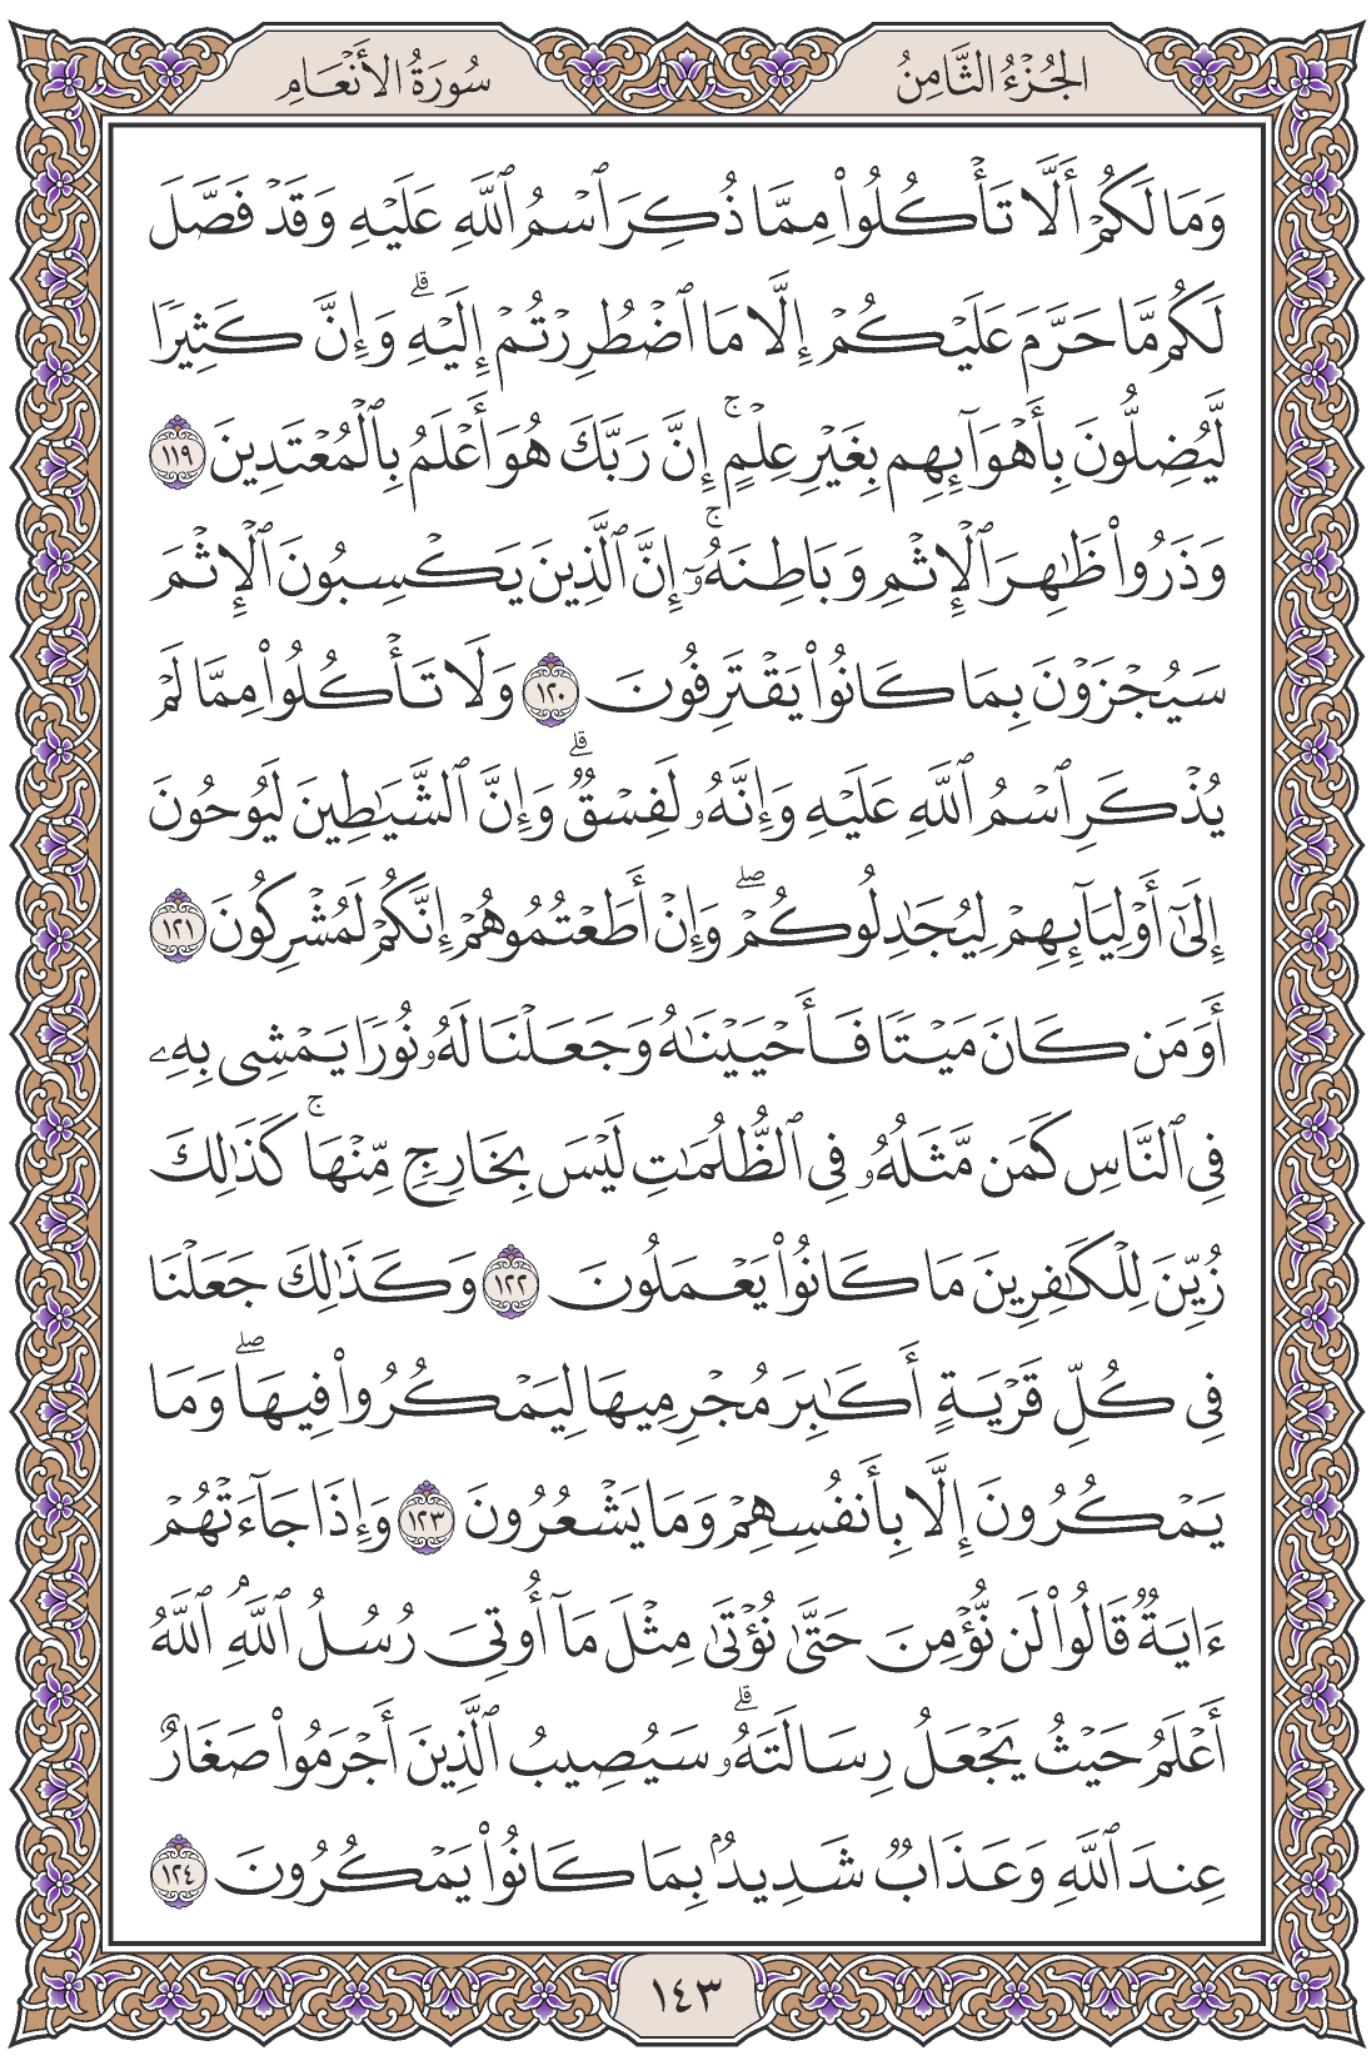 الجُزْءُ الثَّامِنُ
سُورَةُ الأَنْعَامِ
وَمَا لَكُمْ أَلَّا تَأْكُلُوا۟ مِمَّا ذُكِرَ ٱسْمُ ٱللَّهِ عَلَيْهِ وَقَدْ فَصَّلَ
لَكُم مَّا حَرَّمَ عَلَيْكُمْ إِلَّا مَا ٱضْطُرِرْتُمْ إِلَيْهِ ۗ وَإِنَّ كَثِيرًا
لَّيُضِلُّونَ بِأَهْوَآئِهِم بِغَيْرِ عِلْمٍ ۚ إِنَّ رَبَّكَ هُوَ أَعْلَمُ بِٱلْمُعْتَدِينَ ١١٩
وَذَرُوا۟ ظَـٰهِرَ ٱلْإِثْمِ وَبَاطِنَهُۥٓ ۚ إِنَّ ٱلَّذِينَ يَكْسِبُونَ ٱلْإِثْمَ
سَيُجْزَوْنَ بِمَا كَانُوا۟ يَقْتَرِفُونَ ١٢٠ وَلَا تَأْكُلُوا۟ مِمَّا لَمْ
يُذْكَرِ ٱسْمُ ٱللَّهِ عَلَيْهِ وَإِنَّهُۥ لَفِسْقٌ ۗ وَإِنَّ ٱلشَّيَـٰطِينَ لَيُوحُونَ
إِلَىٰٓ أَوْلِيَآئِهِمْ لِيُجَـٰدِلُوكُمْ ۖ وَإِنْ أَطَعْتُمُوهُمْ إِنَّكُمْ لَمُشْرِكُونَ ١٢١
أَوَمَن كَانَ مَيْتًا فَأَحْيَيْنَـٰهُ وَجَعَلْنَا لَهُۥ نُورًا يَمْشِى بِهِۦ
فِى ٱلنَّاسِ كَمَن مَّثَلُهُۥ فِى ٱلظُّلُمَـٰتِ لَيْسَ بِخَارِجٍ مِّنْهَا ۚ كَذَٰلِكَ
زُيِّنَ لِلْكَـٰفِرِينَ مَا كَانُوا۟ يَعْمَلُونَ ١٢٢ وَكَذَٰلِكَ جَعَلْنَا
فِى كُلِّ قَرْيَةٍ أَكَـٰبِرَ مُجْرِمِيهَا لِيَمْكُرُوا۟ فِيهَا ۖ وَمَا
يَمْكُرُونَ إِلَّا بِأَنفُسِهِمْ وَمَا يَشْعُرُونَ ١٢٣ وَإِذَا جَآءَتْهُمْ
ءَايَةٌ قَالُوا۟ لَن نُّؤْمِنَ حَتَّىٰ نُؤْتَىٰ مِثْلَ مَآ أُوتِىَ رُسُلُ ٱللَّهِ ۘ ٱللَّهُ
أَعْلَمُ حَيْثُ يَجْعَلُ رِسَالَتَهُۥ ۗ سَيُصِيبُ ٱلَّذِينَ أَجْرَمُوا۟ صَغَارٌ
عِندَ ٱللَّهِ وَعَذَابٌ شَدِيدٌۢ بِمَا كَانُوا۟ يَمْكُرُونَ ١٢٤
١٤٣